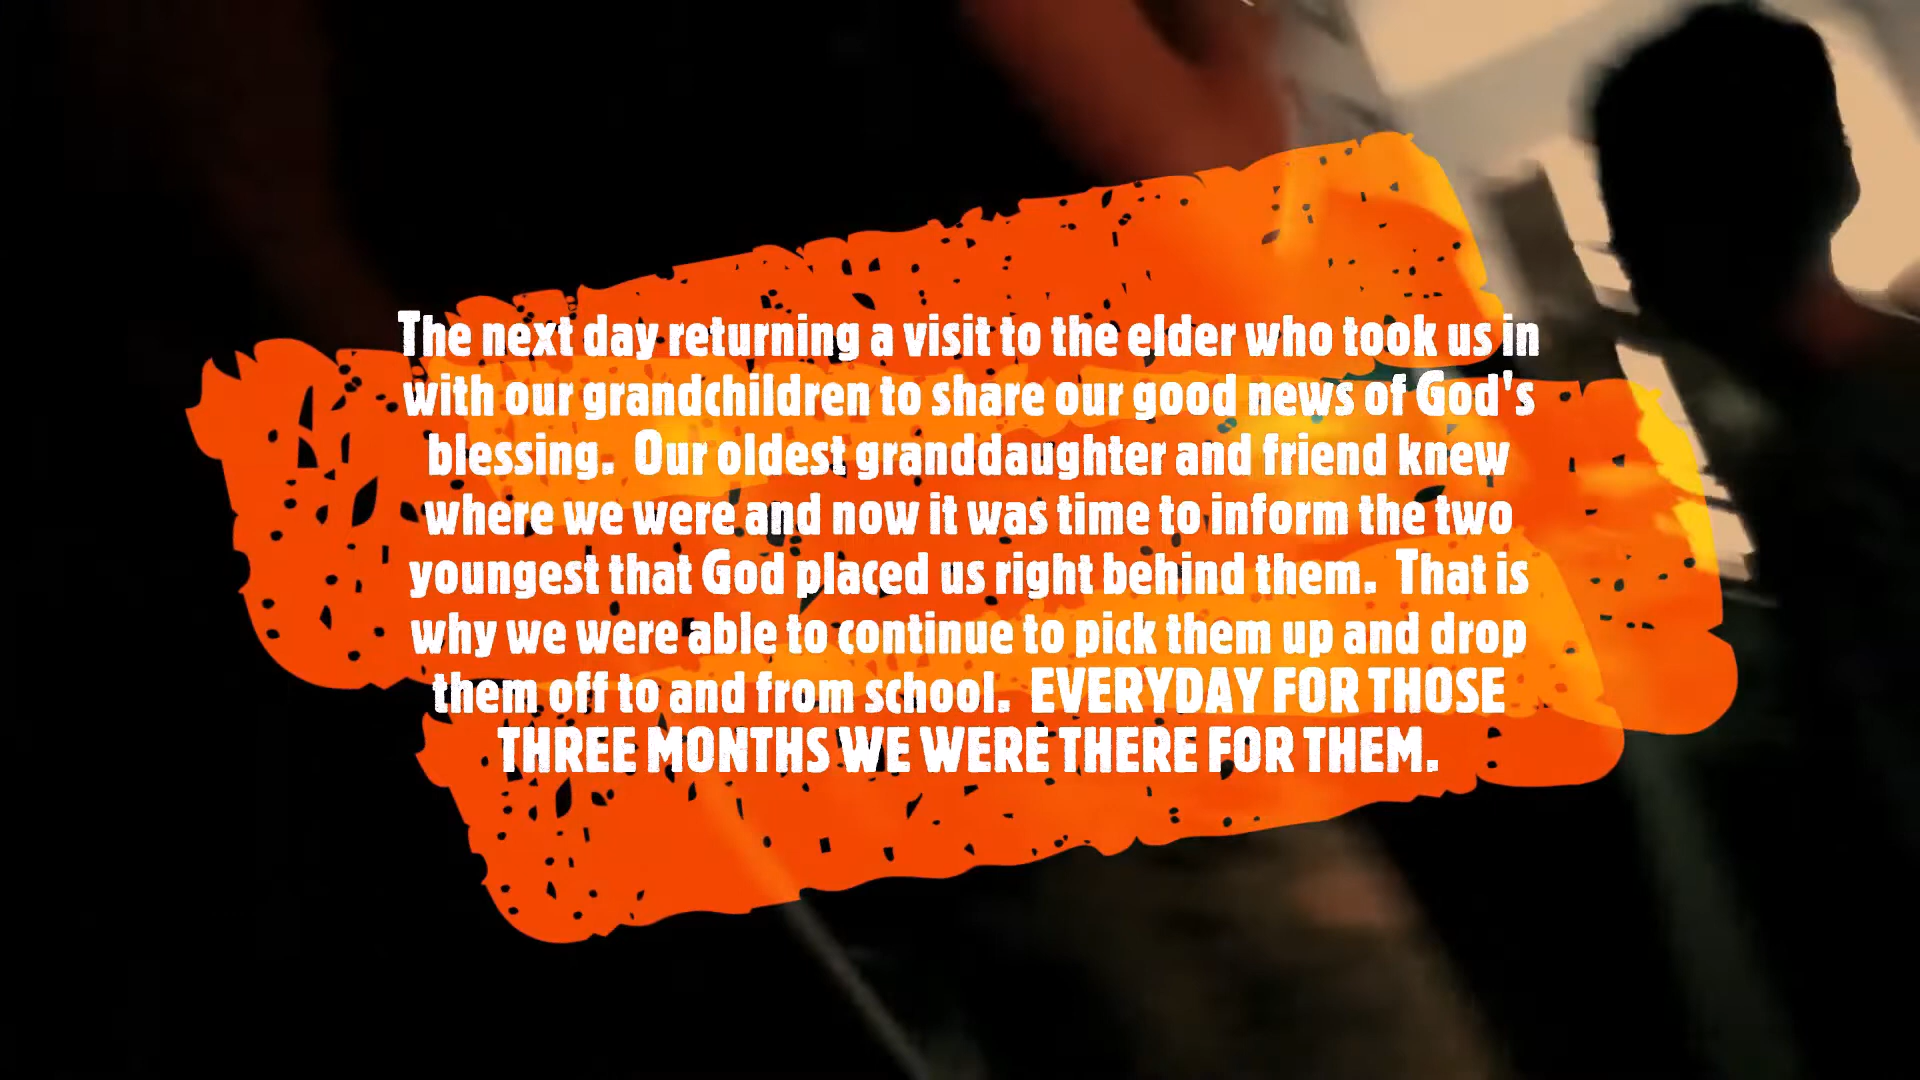 The next day returning a visit to the elder who took us in
with our grandchildren to share our good news of God's
blessing.  Our oldest granddaughter and friend knew
where we were and now it was time to inform the two
youngest that God placed us right behind them.  That is
why we were able to continue to pick them up and drop
them off to and from school.  EVERYDAY FOR THOSE
THREE MONTHS WE WERE THERE FOR THEM.